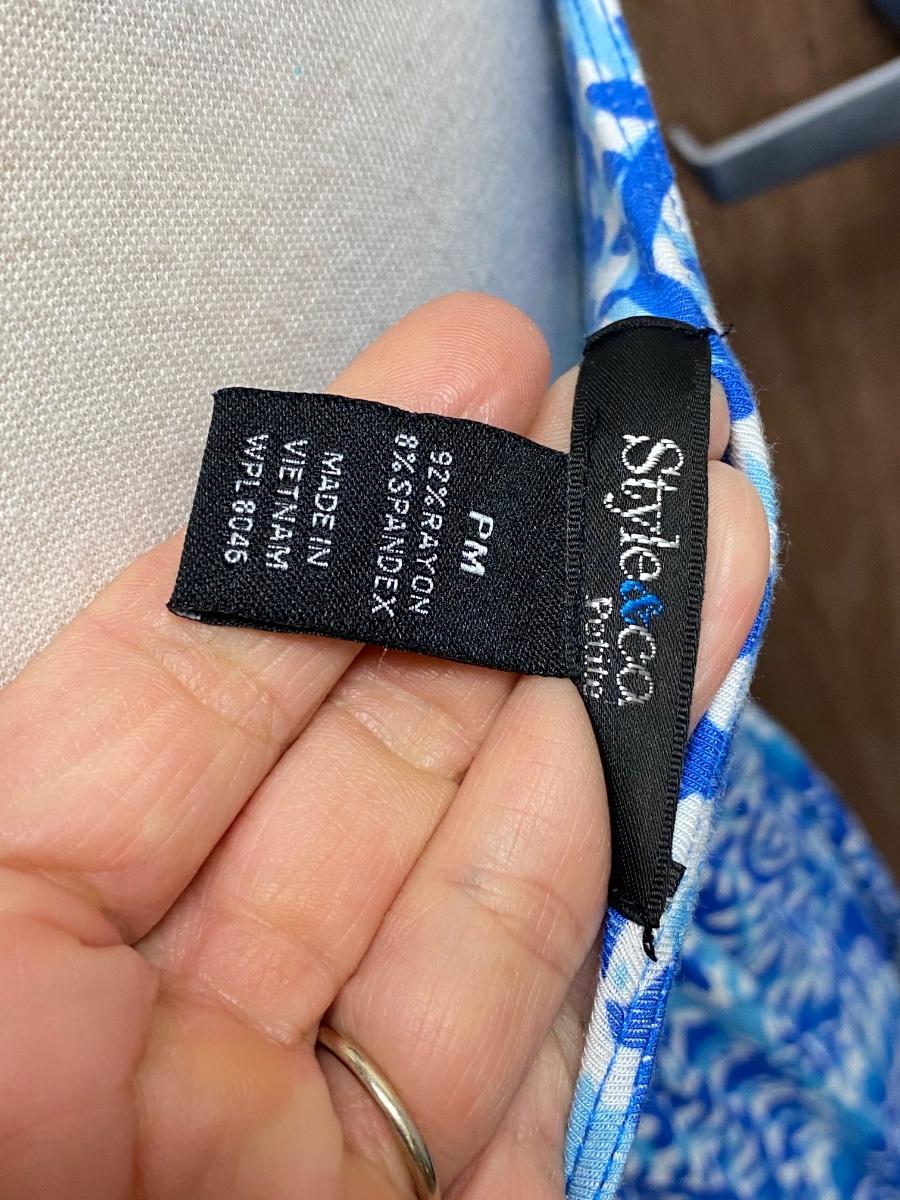 Style&co
Petite
PM
92% RAYON
8% SPANDEX
MADE IN
VIETNAM
WPL 8046